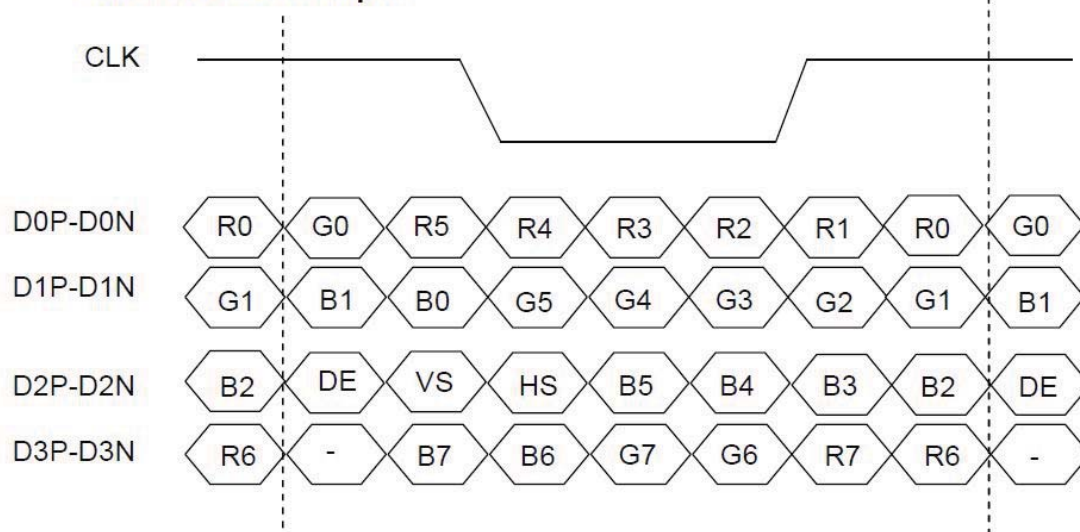 CLK
D0P-D0N R0 G0 R5 R4 R3 R2 R1 R0 G0
D1P-D1N G1 B1 B0 G5 G4 G3 G2 G1 B1
D2P-D2N B2 DE VS HS B5 B4 B3 B2 DE
D3P-D3N R6 - B7 B6 G7 G6 R7 R6 -